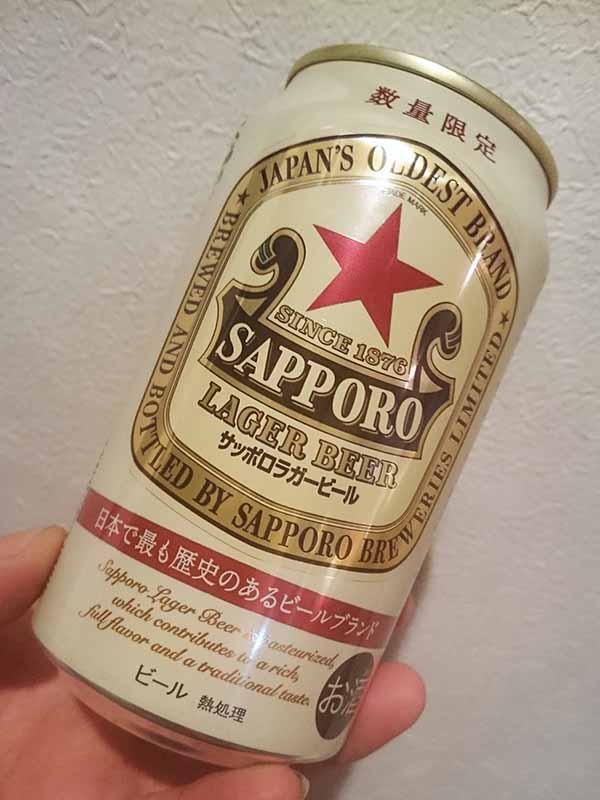 数量限定
JAPAN'S OLDEST BRAND
TRADE MARK
SINCE 1876
SAPPORO
LAGER BEER
サッポロラガービール
BREWED AND BOTTLED BY SAPPORO BREWERIES LIMITED
日本で最も歴史のあるビールブランド
Sapporo Lager Beer is pasteurized,
which contributes to a rich,
full flavor and a traditional taste.
お酒
ビール 熱処理